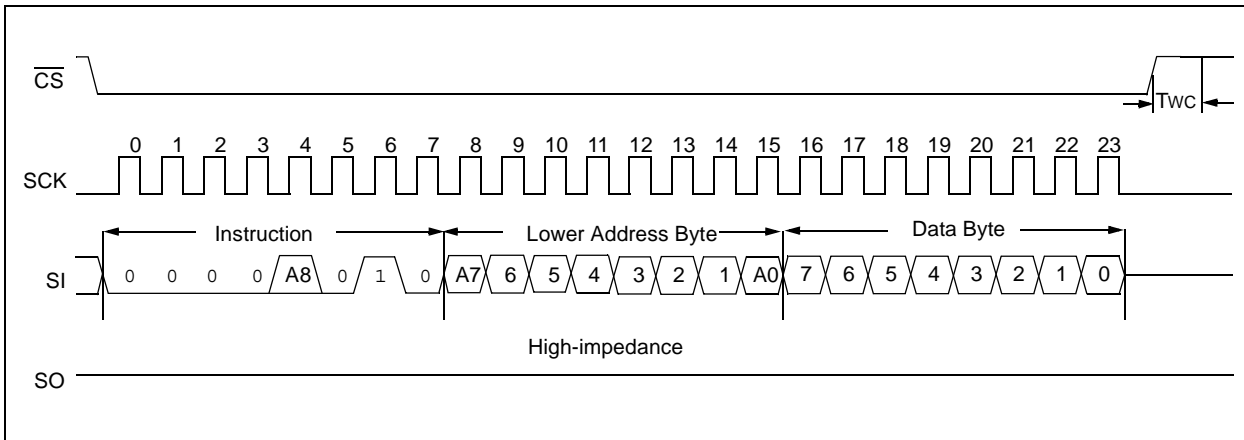 CS
TWC
0 1 2 3 4 5 6 7 8 9 10 11 12 13 14 15 16 17 18 19 20 21 22 23
SCK
Instruction Lower Address Byte Data Byte
SI 0 0 0 0 A8 0 1 0 A7 6 5 4 3 2 1 A0 7 6 5 4 3 2 1 0
High-impedance
SO